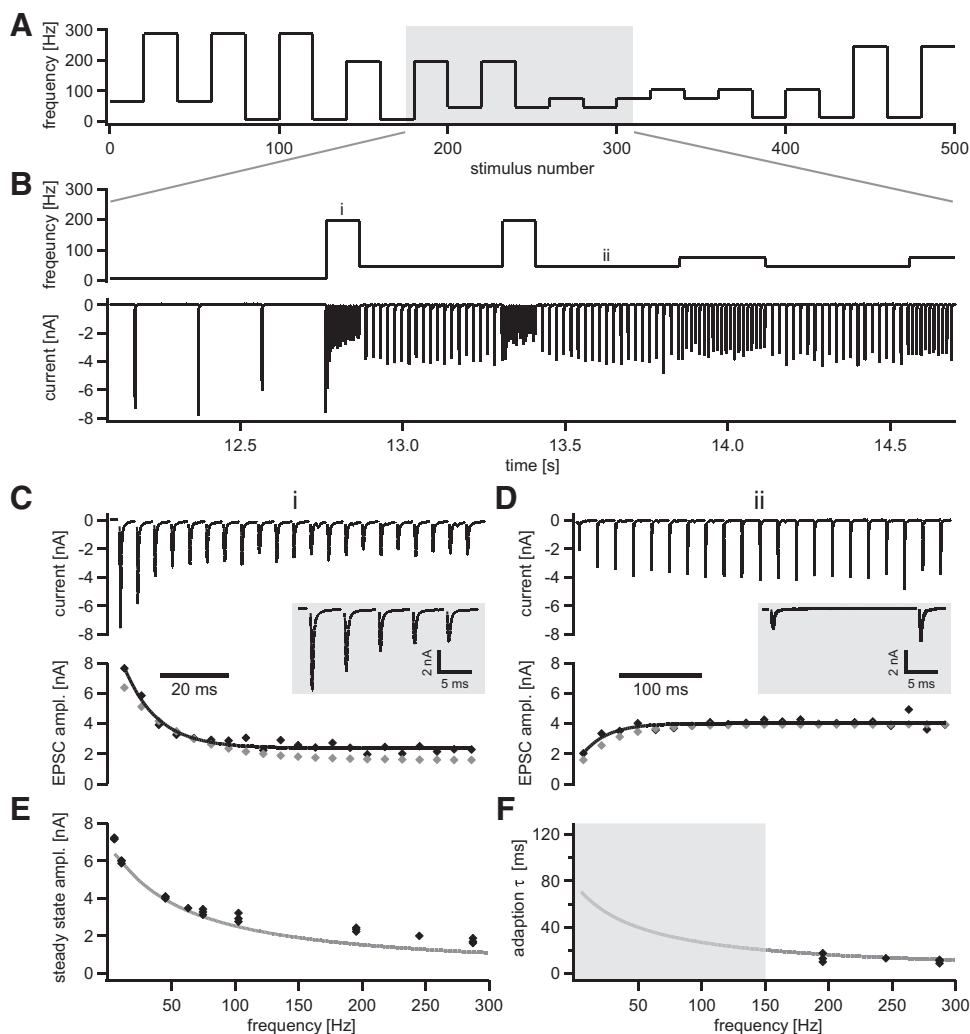 A
frequency [Hz]
300
200
100
0
0 100 200 300 400 500
stimulus number
B
freqeuncy [Hz]
300
200
100
0
i
ii
current [nA]
0
-2
-4
-6
-8
12.5 13.0 13.5 14.0 14.5
time [s]
C
i
current [nA]
0
-2
-4
-6
-8
2 nA
5 ms
EPSC ampl. [nA]
8
6
4
2
0
20 ms
D
ii
current [nA]
0
-2
-4
-6
-8
2 nA
5 ms
EPSC ampl. [nA]
8
6
4
2
0
100 ms
E
steady state ampl. [nA]
8
6
4
2
0
50 100 150 200 250 300
frequency [Hz]
F
adaption τ [ms]
120
80
40
0
50 100 150 200 250 300
frequency [Hz]